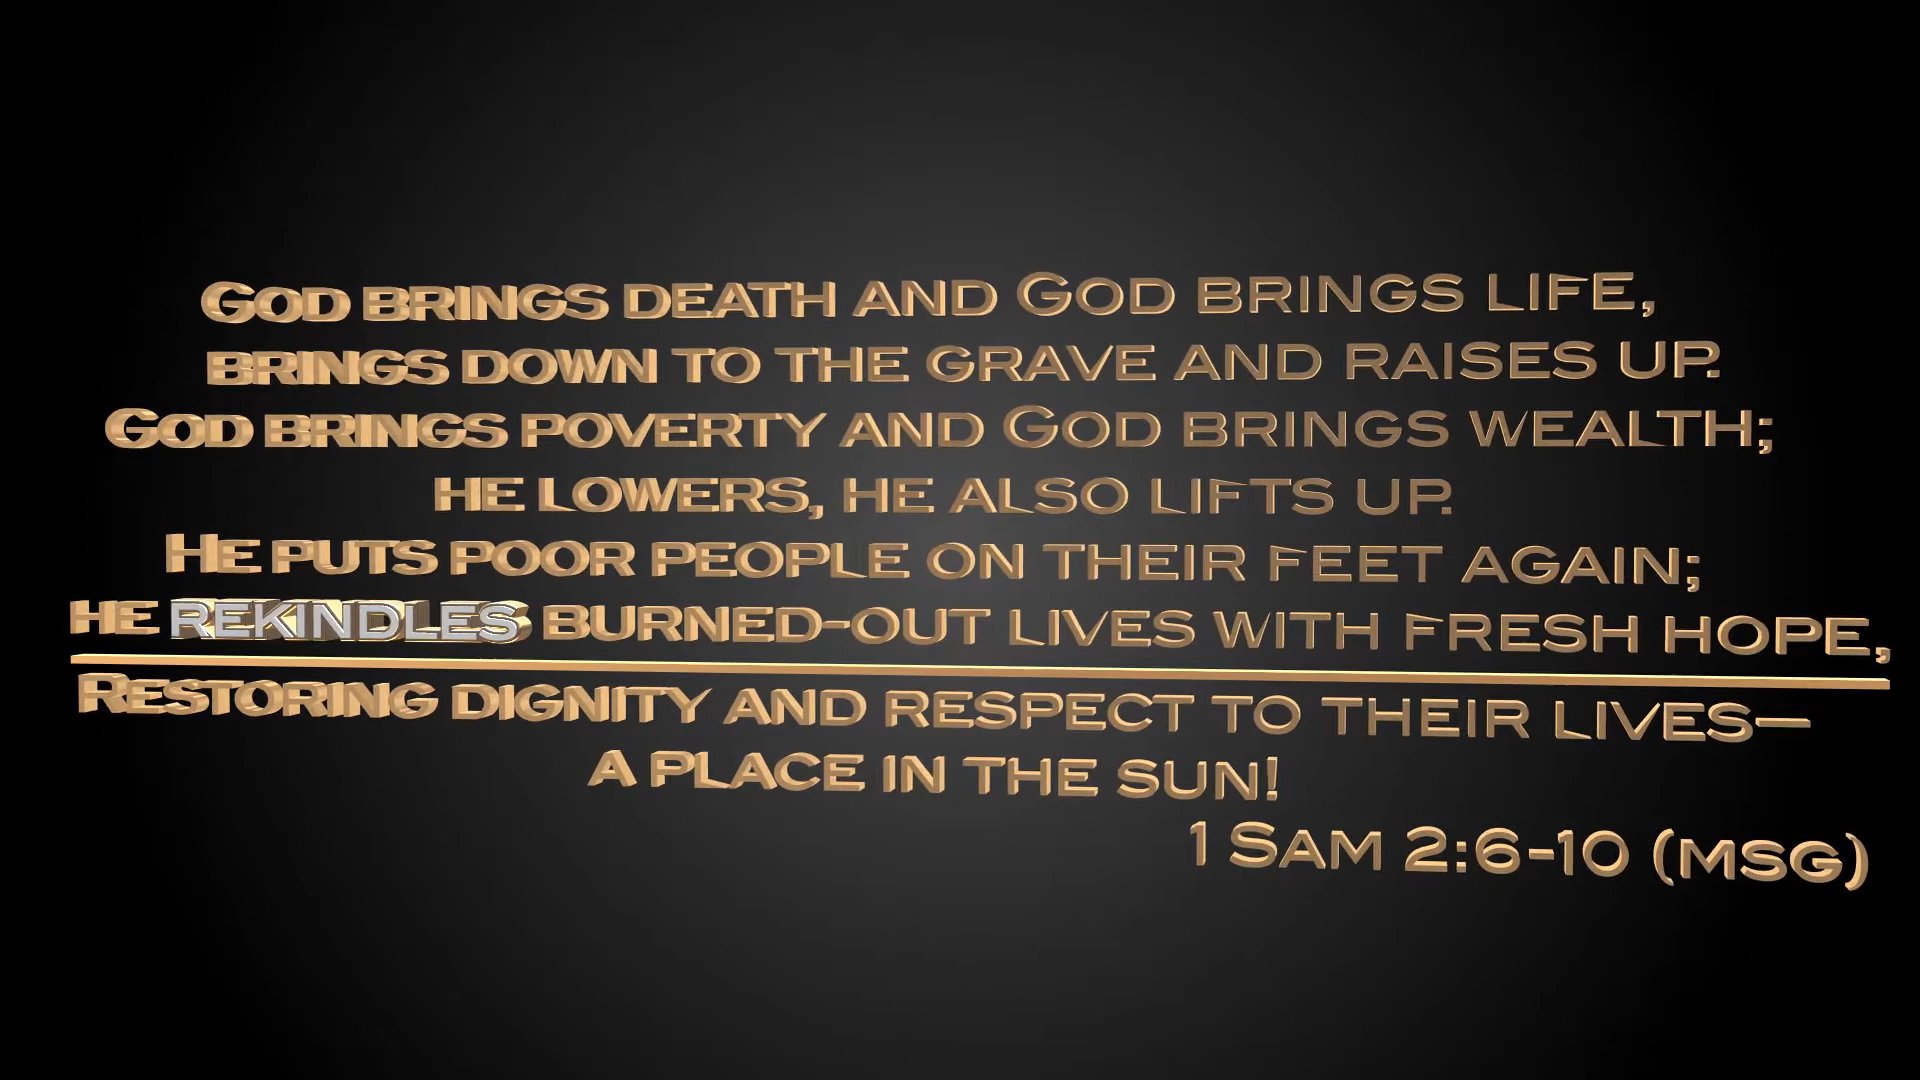 God brings death and God brings life,
brings down to the grave and raises up.
God brings poverty and God brings wealth;
he lowers, he also lifts up.
He puts poor people on their feet again;
he rekindles burned-out lives with fresh hope,
Restoring dignity and respect to their lives—
a place in the sun!
1 Sam 2:6-10 (msg)